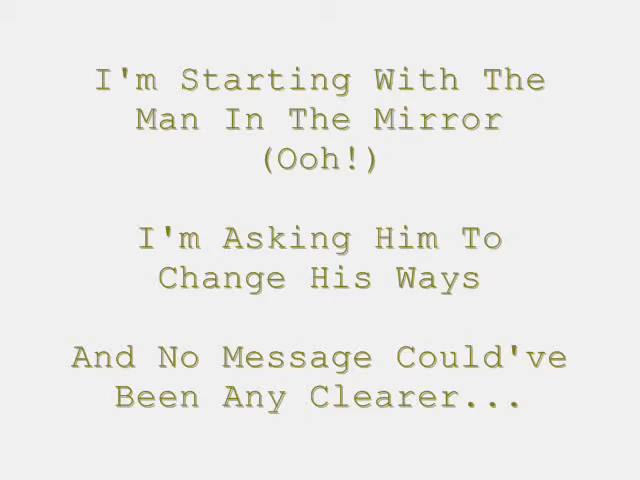 I'm Starting With The
Man In The Mirror
(Ooh!)
I'm Asking Him To
Change His Ways
And No Message Could've
Been Any Clearer...